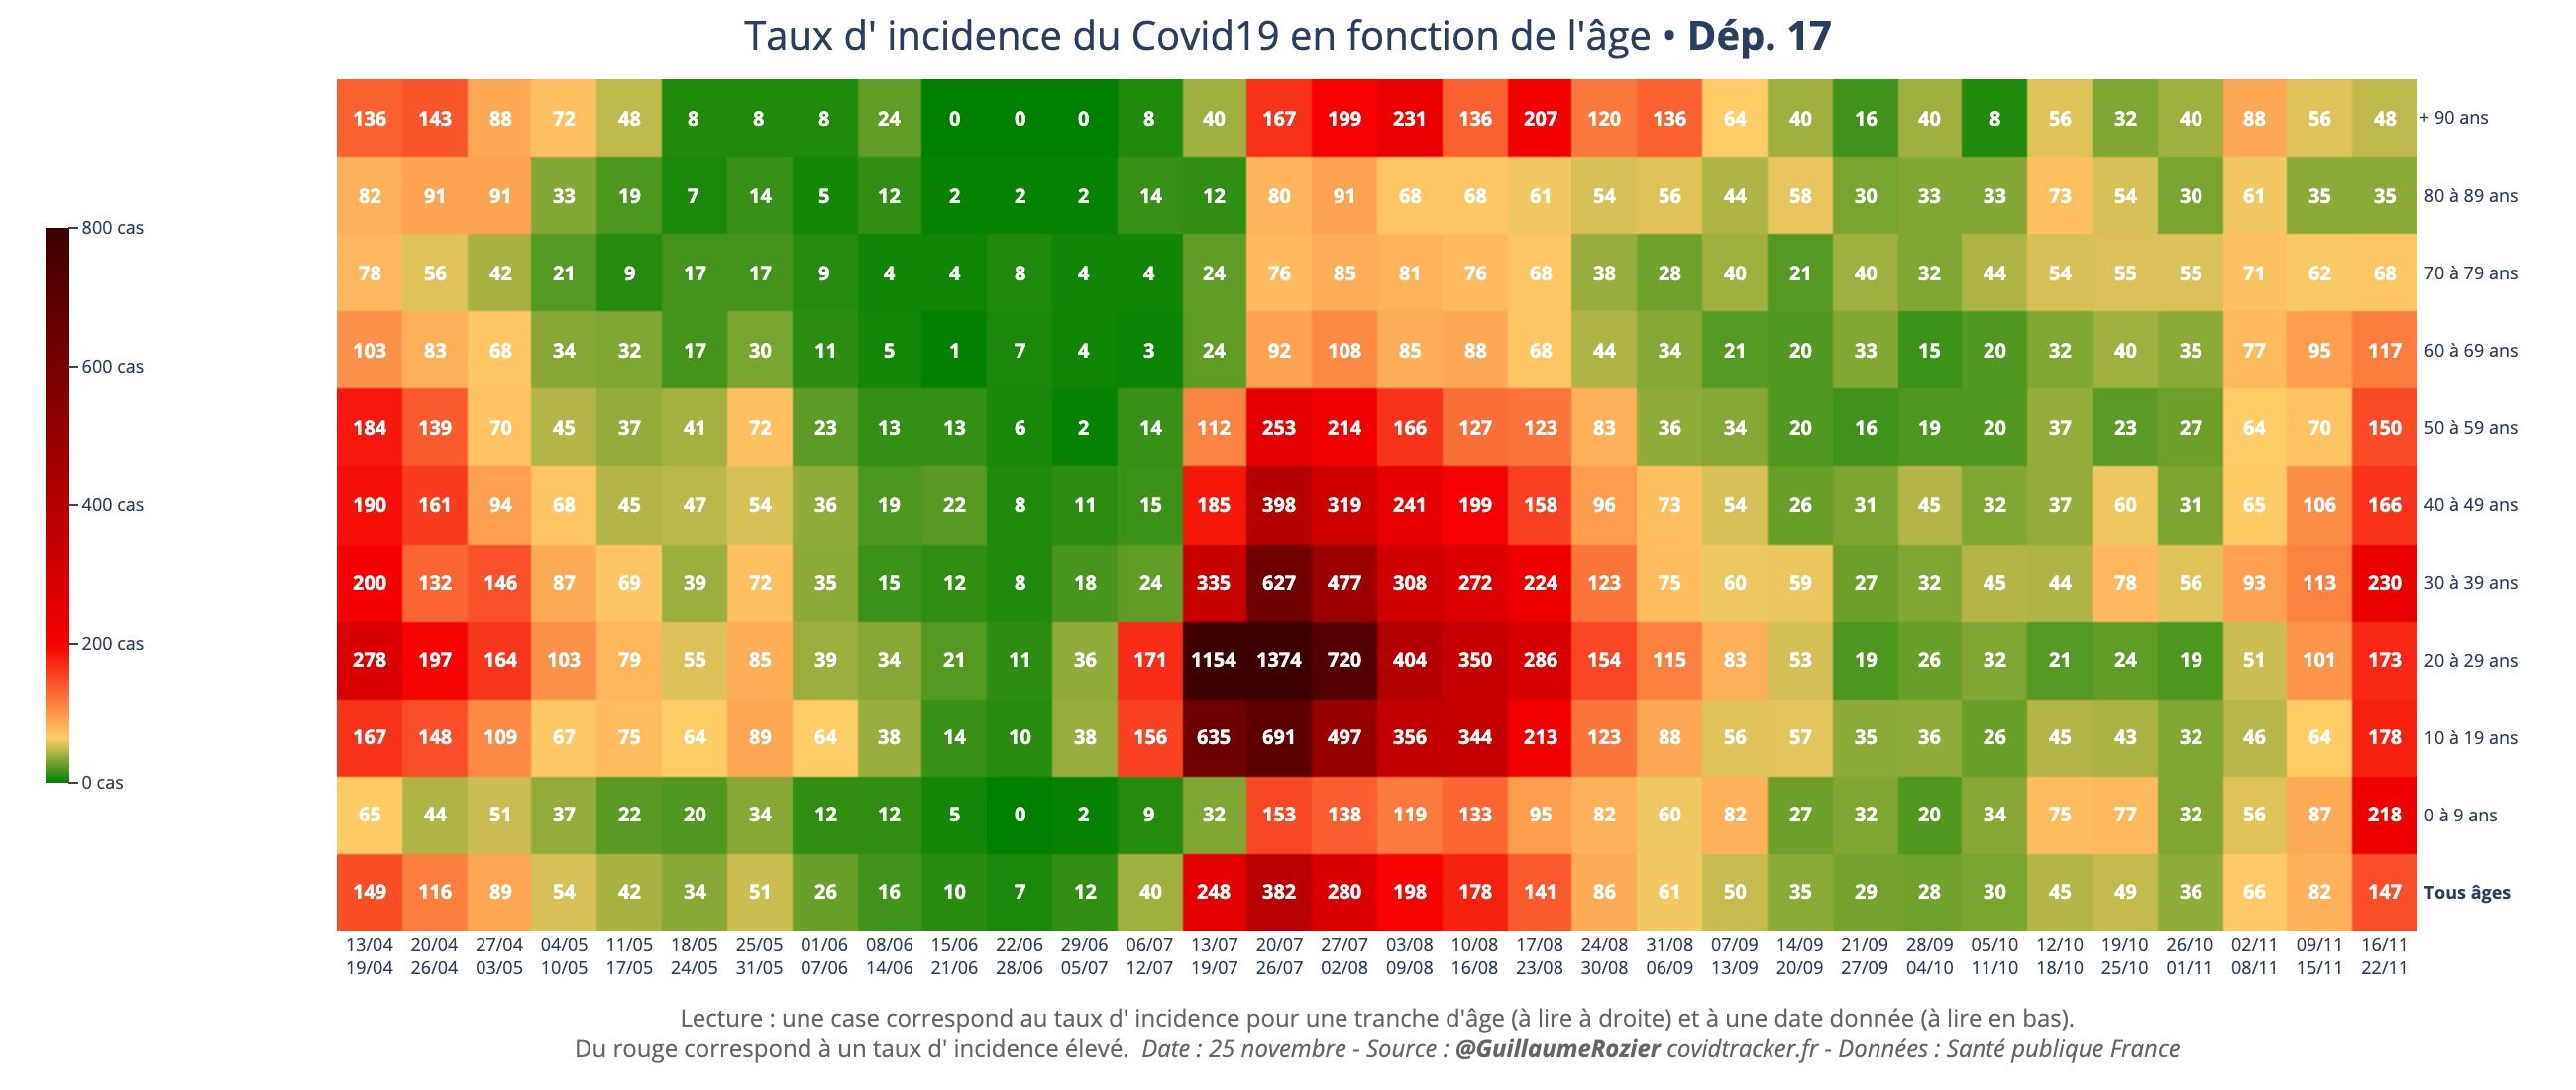 Taux d' incidence du Covid19 en fonction de l'âge • Dép. 17
136 143 88 72 48 8 8 8 24 0 0 0 8 40 167 199 231 136 207 120 136 64 40 16 40 8 56 32 40 88 56 48 + 90 ans
82 91 91 33 19 7 14 5 12 2 2 2 14 12 80 91 68 68 61 54 56 44 58 30 33 33 73 54 30 61 35 35 80 à 89 ans
78 56 42 21 9 17 17 9 4 4 8 4 4 24 76 85 81 76 68 38 28 40 21 40 32 44 54 55 55 71 62 68 70 à 79 ans
103 83 68 34 32 17 30 11 5 1 7 4 3 24 92 108 85 88 68 44 34 21 20 33 15 20 32 40 35 77 95 117 60 à 69 ans
184 139 70 45 37 41 72 23 13 13 6 2 14 112 253 214 166 127 123 83 36 34 20 16 19 20 37 23 27 64 70 150 50 à 59 ans
190 161 94 68 45 47 54 36 19 22 8 11 15 185 398 319 241 199 158 96 73 54 26 31 45 32 37 60 31 65 106 166 40 à 49 ans
200 132 146 87 69 39 72 35 15 12 8 18 24 335 627 477 308 272 224 123 75 60 59 27 32 45 44 78 56 93 113 230 30 à 39 ans
278 197 164 103 79 55 85 39 34 21 11 36 171 1154 1374 720 404 350 286 154 115 83 53 19 26 32 21 24 19 51 101 173 20 à 29 ans
167 148 109 67 75 64 89 64 38 14 10 38 156 635 691 497 356 344 213 123 88 56 57 35 36 26 45 43 32 46 64 178 10 à 19 ans
65 44 51 37 22 20 34 12 12 5 0 2 9 32 153 138 119 133 95 82 60 82 27 32 20 34 75 77 32 56 87 218 0 à 9 ans
149 116 89 54 42 34 51 26 16 10 7 12 40 248 382 280 198 178 141 86 61 50 35 29 28 30 45 49 36 66 82 147 Tous âges
13/04 20/04 27/04 04/05 11/05 18/05 25/05 01/06 08/06 15/06 22/06 29/06 06/07 13/07 20/07 27/07 03/08 10/08 17/08 24/08 31/08 07/09 14/09 21/09 28/09 05/10 12/10 19/10 26/10 02/11 09/11 16/11
19/04 26/04 03/05 10/05 17/05 24/05 31/05 07/06 14/06 21/06 28/06 05/07 12/07 19/07 26/07 02/08 09/08 16/08 23/08 30/08 06/09 13/09 20/09 27/09 04/10 11/10 18/10 25/10 01/11 08/11 15/11 22/11
800 cas
600 cas
400 cas
200 cas
0 cas
Lecture : une case correspond au taux d' incidence pour une tranche d'âge (à lire à droite) et à une date donnée (à lire en bas).
Du rouge correspond à un taux d' incidence élevé. Date : 25 novembre - Source : @GuillaumeRozier covidtracker.fr - Données : Santé publique France